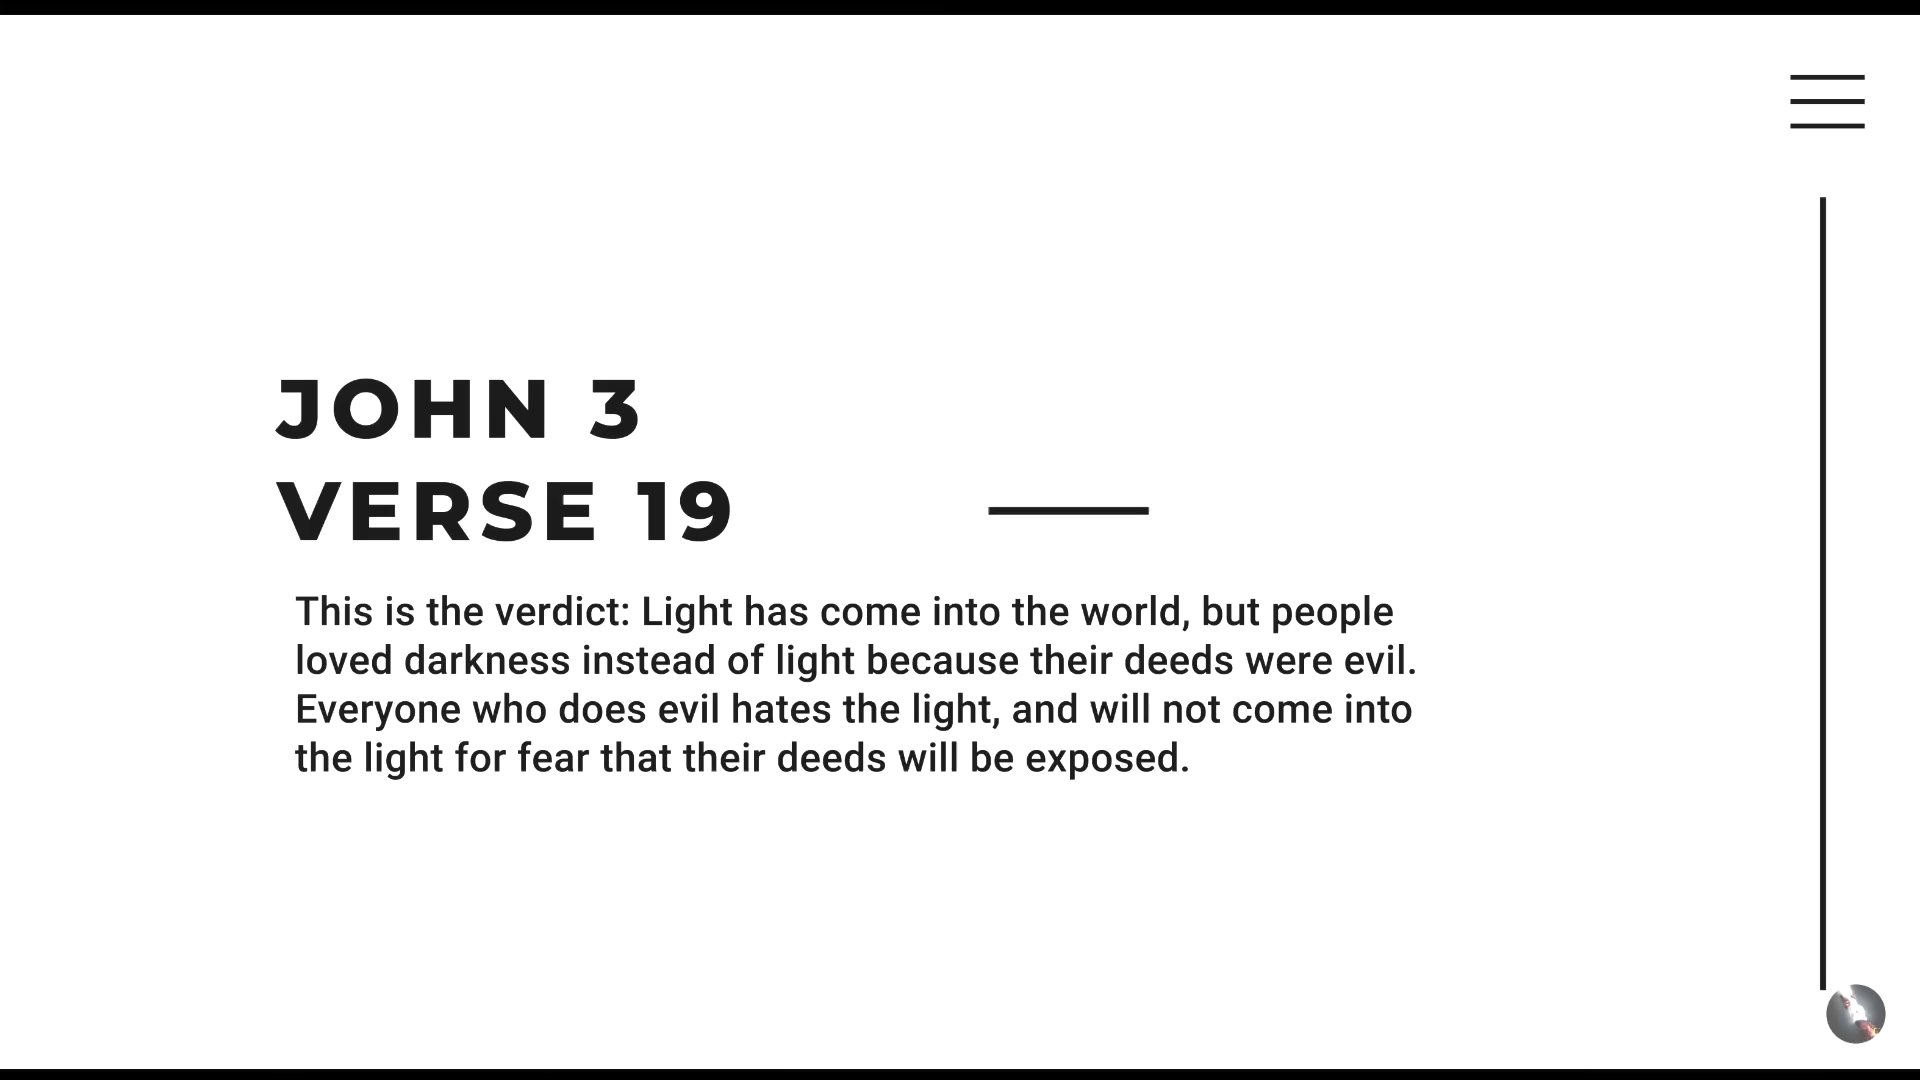 JOHN 3
VERSE 19
This is the verdict: Light has come into the world, but people
loved darkness instead of light because their deeds were evil.
Everyone who does evil hates the light, and will not come into
the light for fear that their deeds will be exposed.